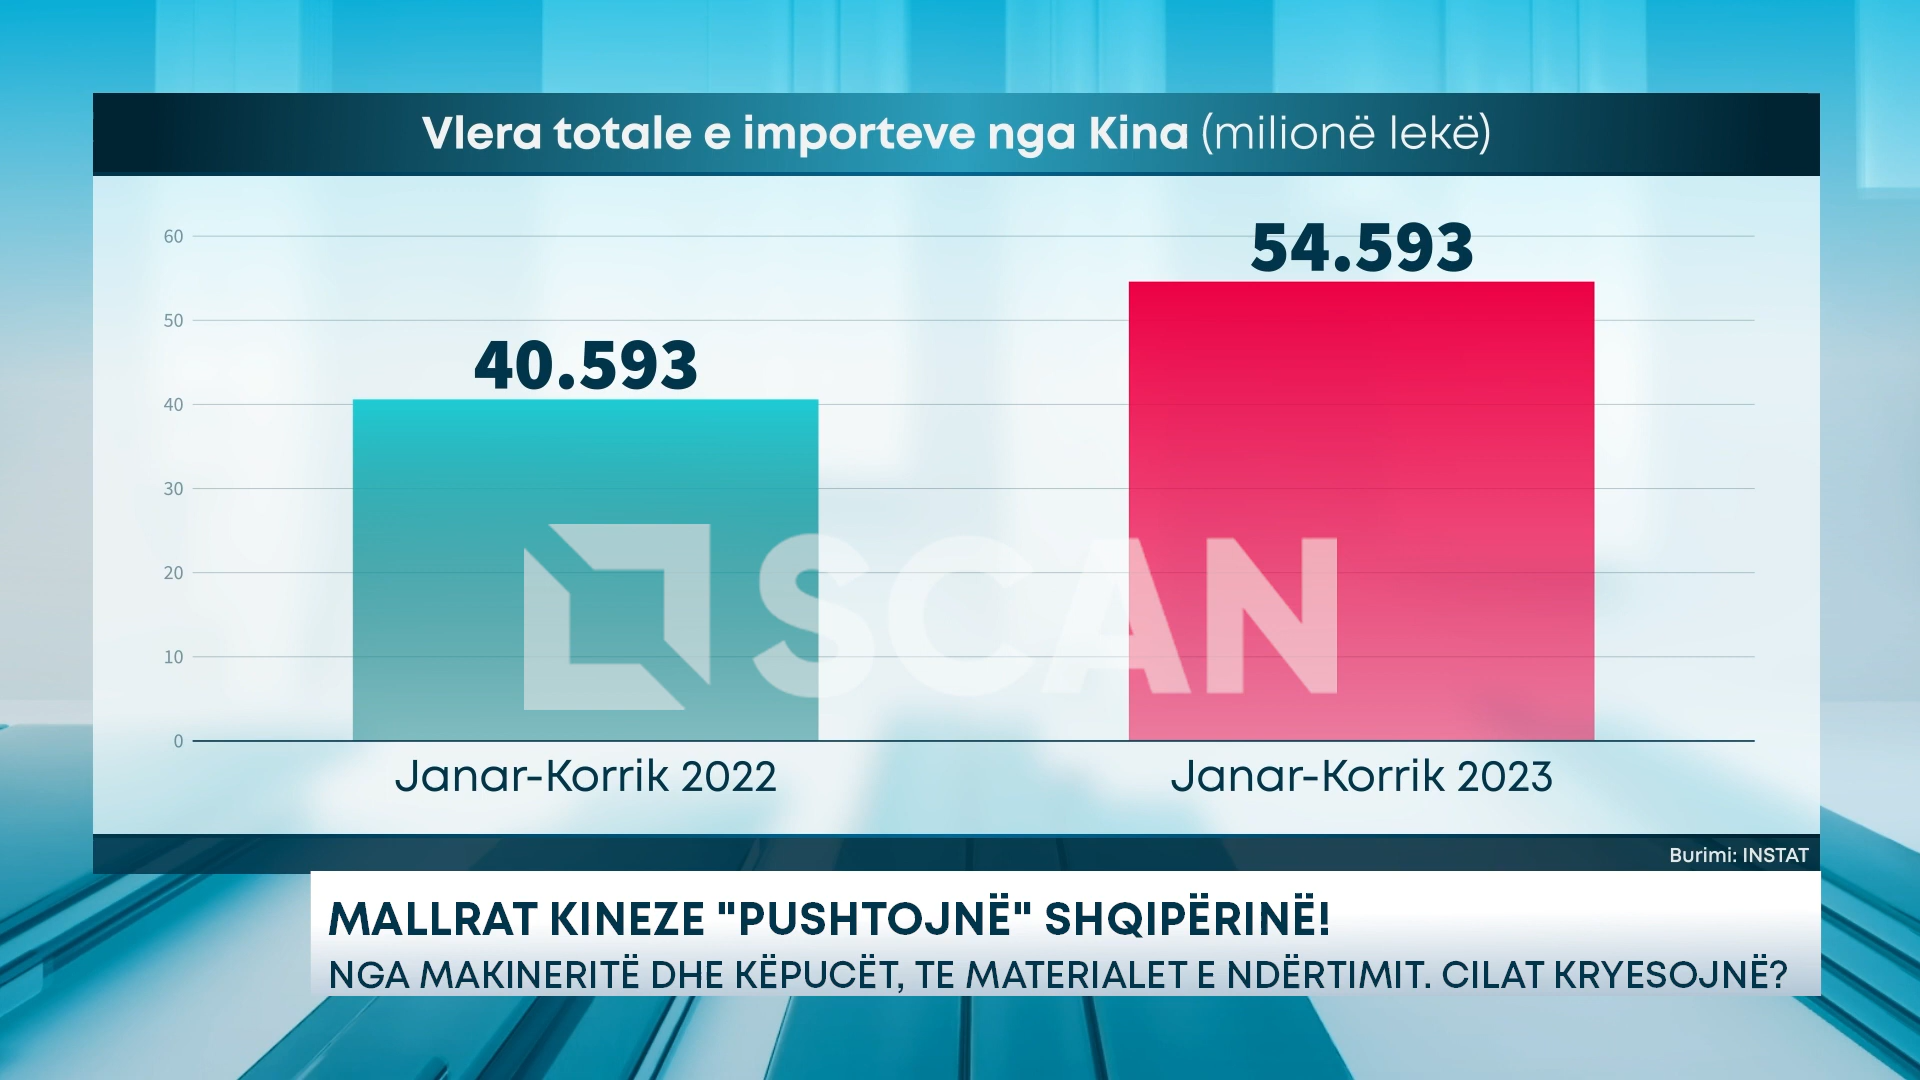 Vlera totale e importeve nga Kina (milionë lekë)
60
50
40
30
20
10
0
40.593
54.593
SCAN
Janar-Korrik 2022
Janar-Korrik 2023
Burimi: INSTAT
MALLRAT KINEZE "PUSHTOJNË" SHQIPËRINË!
NGA MAKINERITË DHE KËPUCËT, TE MATERIALET E NDËRTIMIT. CILAT KRYESOJNË?